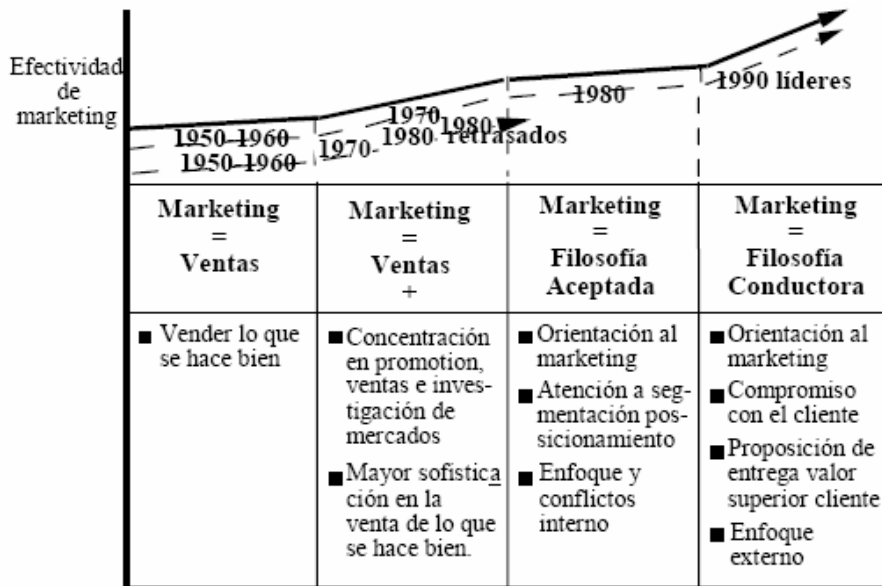 Efectividad
de
marketing
1950-1960
1950-1960
1970
1970
1980
1980
retrasados
1980
1990 líderes
Marketing
=
Ventas
Marketing
=
Ventas
+
Marketing
=
Filosofía
Aceptada
Marketing
=
Filosofía
Conductora
■ Vender lo que
se hace bien
■ Concentración
en promotion,
ventas e inves-
tigación de
mercados
■ Mayor sofistica
ción en la
venta de lo que
se hace bien.
■ Orientación al
marketing
■ Atención a seg-
mentación pos-
sicionamiento
■ Enfoque y
conflictos
interno
■ Orientación al
marketing
■ Compromiso
con el cliente
■ Proposición de
entrega valor
superior cliente
■ Enfoque
externo